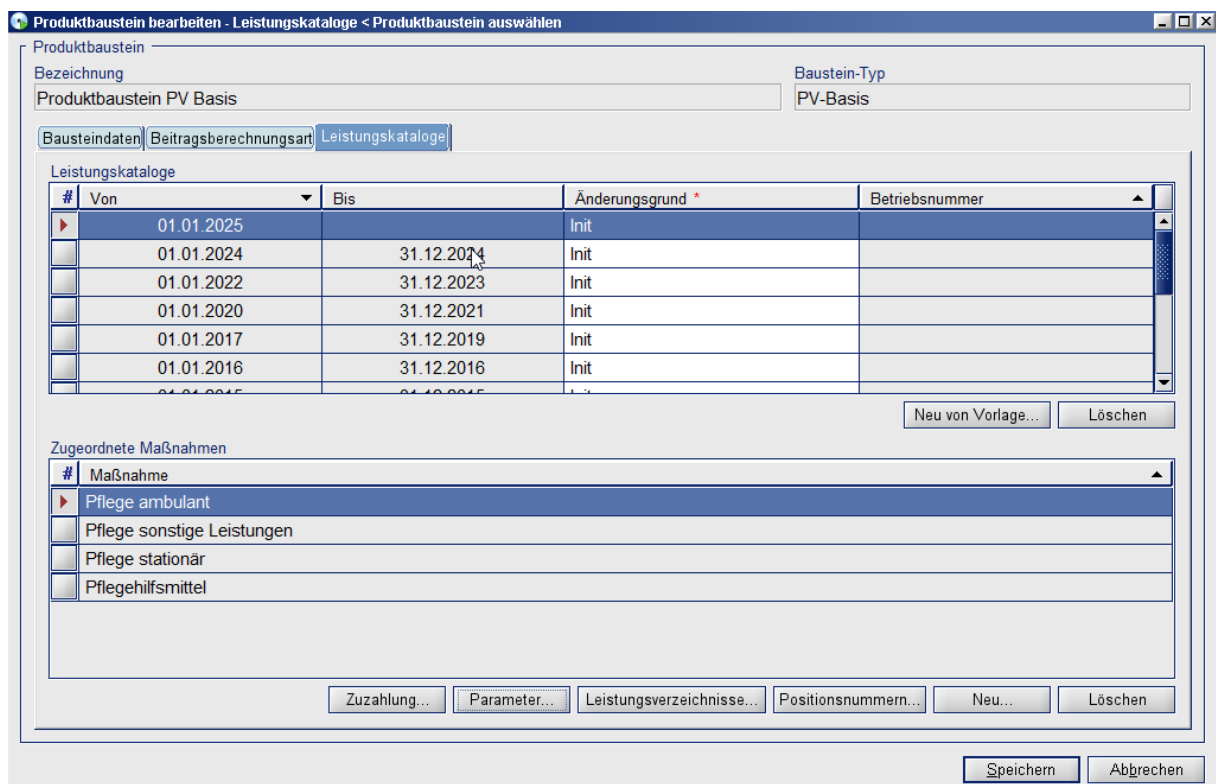 Produktbaustein bearbeiten - Leistungskataloge < Produktbaustein auswählen
Produktbaustein
Bezeichnung Baustein-Typ
Produktbaustein PV Basis PV-Basis
Bausteindaten Beitragsberechnungsart Leistungskataloge
Leistungskataloge
# Von Bis Änderungsgrund * Betriebsnummer
01.01.2025 Init
01.01.2024 31.12.2024 Init
01.01.2022 31.12.2023 Init
01.01.2020 31.12.2021 Init
01.01.2017 31.12.2019 Init
01.01.2016 31.12.2016 Init
Neu von Vorlage... Löschen
Zugeordnete Maßnahmen
# Maßnahme
Pflege ambulant
Pflege sonstige Leistungen
Pflege stationär
Pflegehilfsmittel
Zuzahlung... Parameter... Leistungsverzeichnisse... Positionsnummern... Neu... Löschen
Speichern Abbrechen